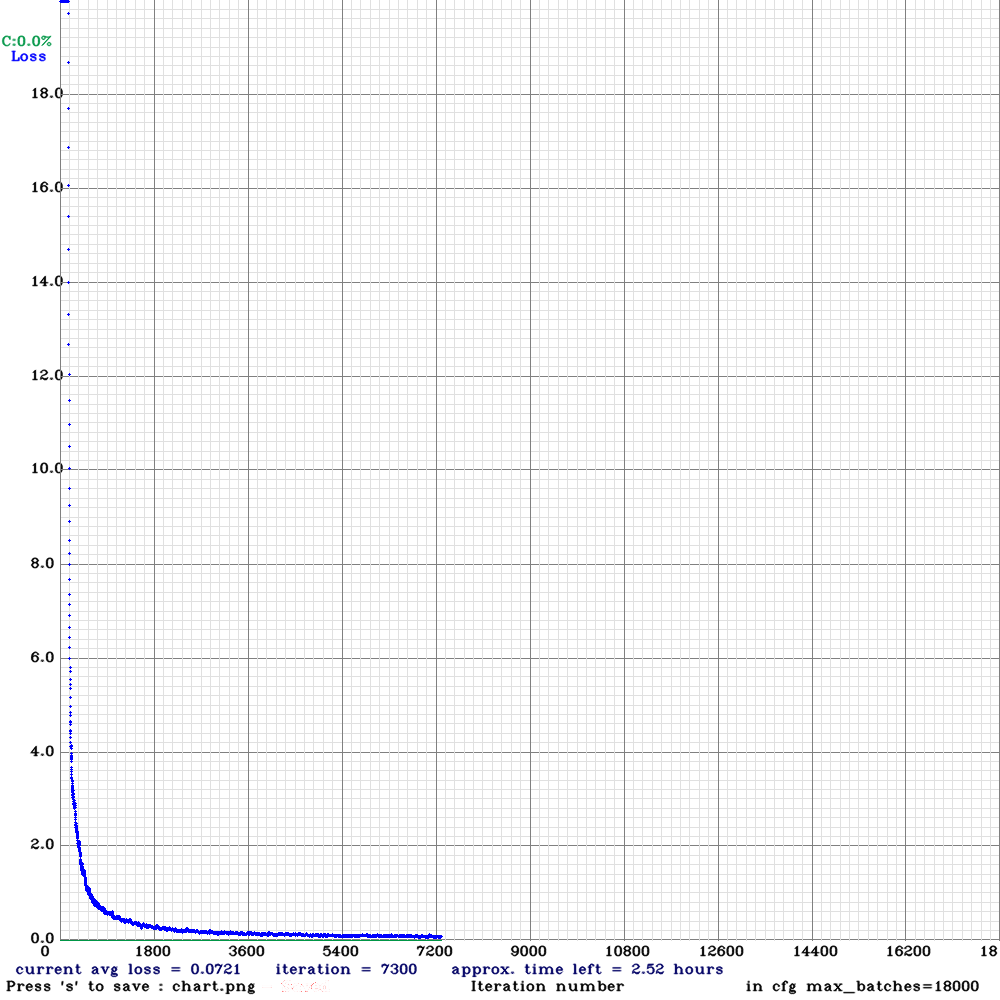 C:0.0%
Loss
18.0
16.0
14.0
12.0
10.0
8.0
6.0
4.0
2.0
0.0
0 1800 3600 5400 7200 9000 10800 12600 14400 16200 18
current avg loss = 0.0721 iteration = 7300 approx. time left = 2.52 hours
Press 's' to save : chart.png Iteration number in cfg max_batches=18000